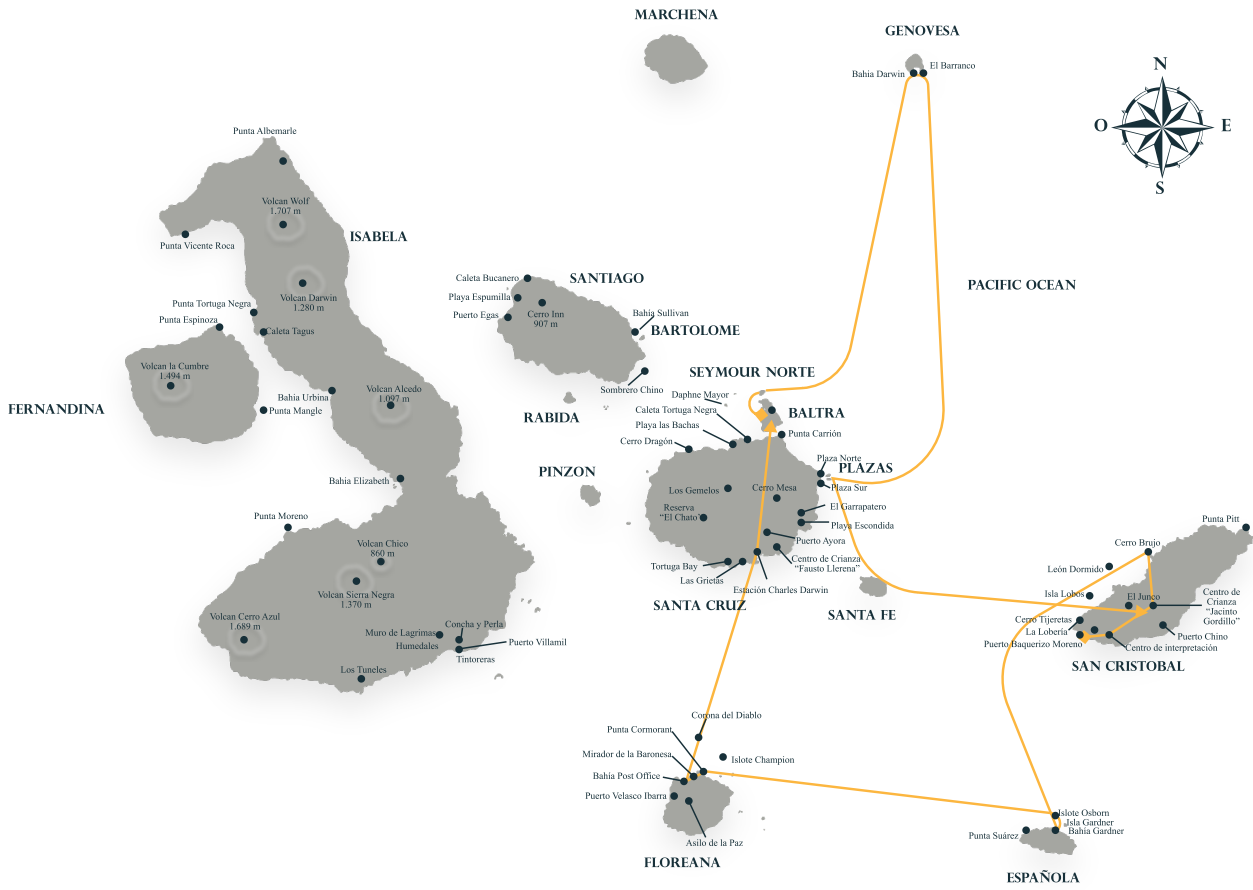 MARCHENA
GENOVESA
Bahia Darwin
El Barranco
N
O
E
S
Punta Albemarle
Volcan Wolf
1.707 m
Punta Vicente Roca
ISABELA
Volcan Darwin
1.280 m
Punta Tortuga Negra
Punta Espinoza
Caleta Tagus
Volcan la Cumbre
1.494 m
FERNANDINA
Punta Mangle
Bahia Urbina
Volcan Alcedo
1.097 m
Bahia Elizabeth
Punta Moreno
Volcan Chico
860 m
Volcan Sierra Negra
1.370 m
Volcan Cerro Azul
1.689 m
Muro de Lagrimas
Humedales
Concha y Perla
Puerto Villamil
Tintoreras
Los Tuneles
Caleta Bucanero
SANTIAGO
Playa Espumilla
Puerto Egas
Cerro Inn
907 m
Bahia Sullivan
BARTOLOME
Sombrero Chino
RABIDA
PINZON
PACIFIC OCEAN
SEYMOUR NORTE
Daphne Mayor
BALTRA
Caleta Tortuga Negra
Playa las Bachas
Cerro Dragón
Punta Carrión
Plaza Norte
PLAZAS
Plaza Sur
Los Gemelos
Cerro Mesa
Reserva
“El Chato”
El Garrapatero
Playa Escondida
Puerto Ayora
Centro de Crianza
“Fausto Llerena”
Tortuga Bay
Las Grietas
Estación Charles Darwin
SANTA CRUZ
SANTA FE
Punta Pitt
Cerro Brujo
León Dormido
Isla Lobos
El Junco
Centro de
Crianza
“Jacinto
Gordillo”
Cerro Tijeretas
La Lobería
Puerto Baquerizo Moreno
Puerto Chino
Centro de interpretación
SAN CRISTOBAL
Corona del Diablo
Punta Cormorant
Mirador de la Baronesa
Islote Champion
Bahia Post Office
Puerto Velasco Ibarra
Asilo de la Paz
FLOREANA
Islote Osborn
Isla Gardner
Bahia Gardner
Punta Suárez
ESPAÑOLA